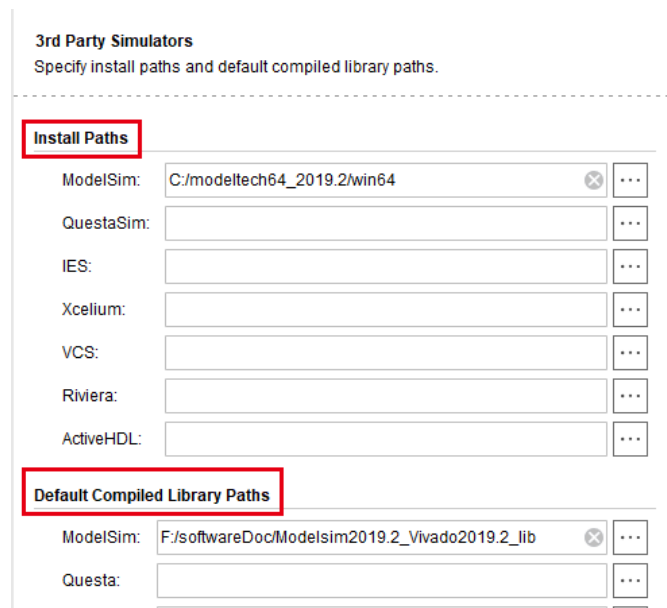 3rd Party Simulators
Specify install paths and default compiled library paths.
Install Paths
ModelSim: C:/modeltech64_2019.2/win64 ...
QuestaSim: ...
IES: ...
Xcelium: ...
VCS: ...
Riviera: ...
ActiveHDL: ...
Default Compiled Library Paths
ModelSim: F:/softwareDoc/Modelsim2019.2_Vivado2019.2_lib ...
Questa: ...